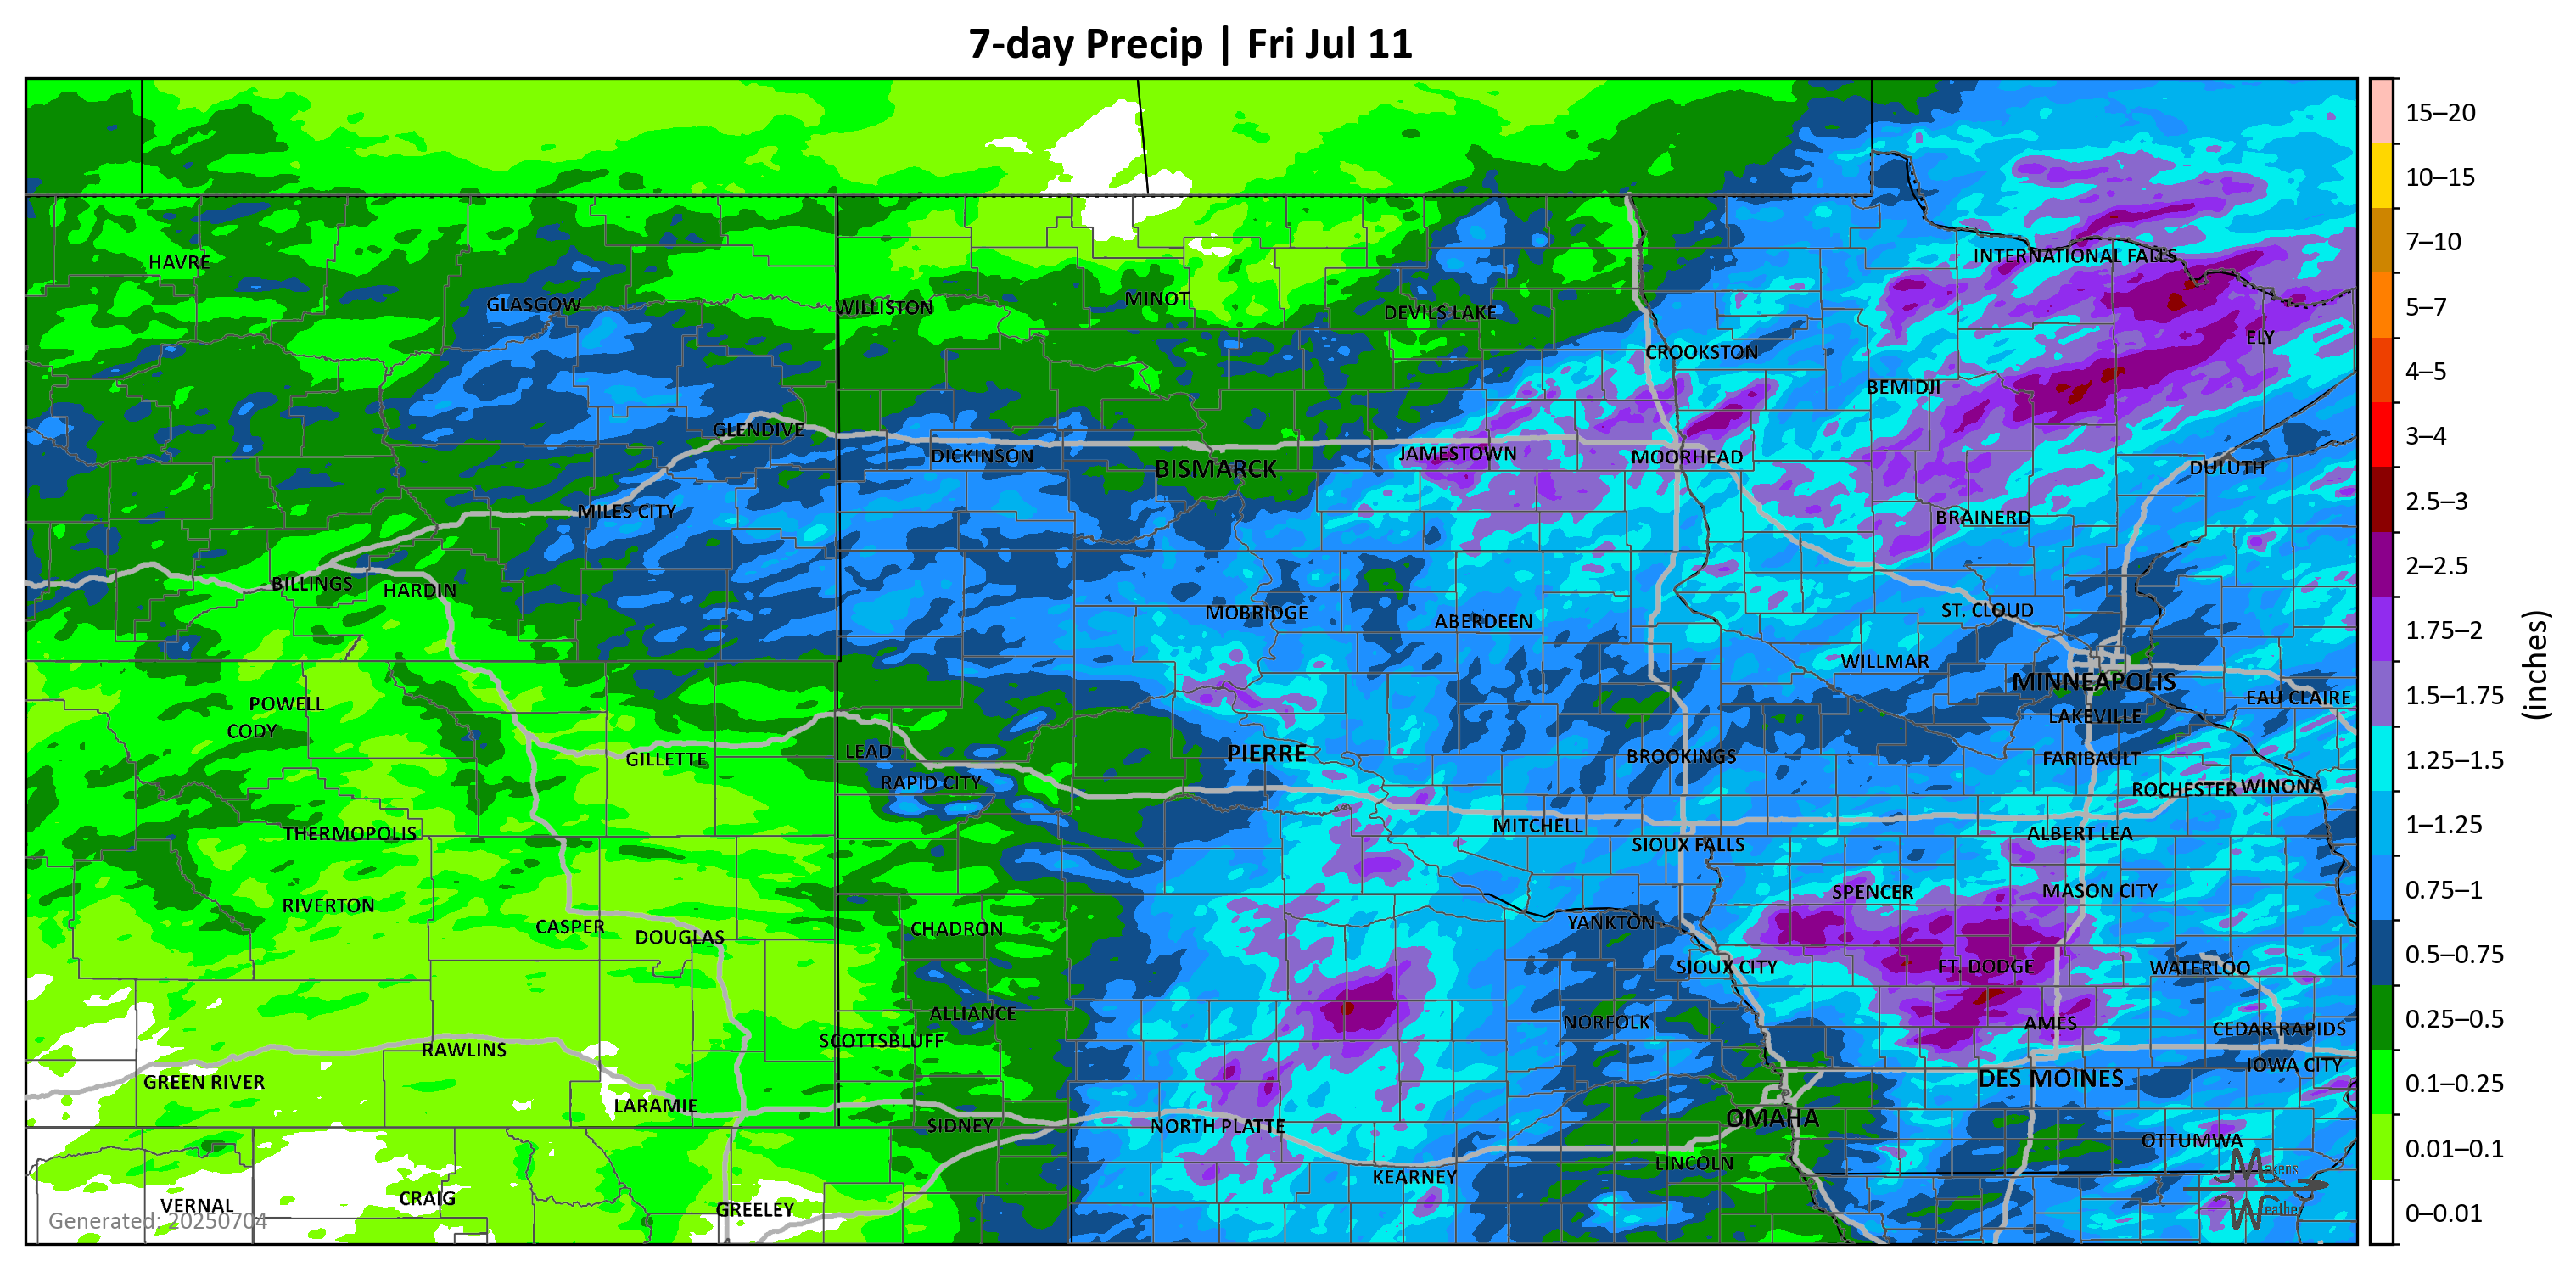 7-day Precip | Fri Jul 11
15–20
10–15
7–10
5–7
4–5
3–4
2.5–3
2–2.5
1.75–2
1.5–1.75
1.25–1.5
1–1.25
0.75–1
0.5–0.75
0.25–0.5
0.1–0.25
0.01–0.1
0–0.01
(inches)
INTERNATIONAL FALLS
HAVRE
GLASGOW
WILLISTON
MINOT
DEVILS LAKE
ELY
CROOKSTON
BEMIDJI
GLENDIVE
DICKINSON
BISMARCK
JAMESTOWN
MOORHEAD
DULUTH
MILES CITY
BRAINERD
BILLINGS
HARDIN
MOBRIDGE
ABERDEEN
ST. CLOUD
WILLMAR
MINNEAPOLIS
EAU CLAIRE
POWELL
CODY
LAKEVILLE
GILLETTE
LEAD
PIERRE
BROOKINGS
FARIBAULT
RAPID CITY
ROCHESTER
WINONA
THERMOPOLIS
MITCHELL
SIOUX FALLS
ALBERT LEA
RIVERTON
SPENCER
MASON CITY
CASPER
DOUGLAS
CHADRON
YANKTON
SIOUX CITY
FT. DODGE
WATERLOO
ALLIANCE
NORFOLK
AMES
CEDAR RAPIDS
SCOTTSBLUFF
RAWLINS
IOWA CITY
GREEN RIVER
DES MOINES
LARAMIE
SIDNEY
NORTH PLATTE
OMAHA
OTTUMWA
LINCOLN
KEARNEY
VERNAL
CRAIG
GREELEY
Generated: 20250704